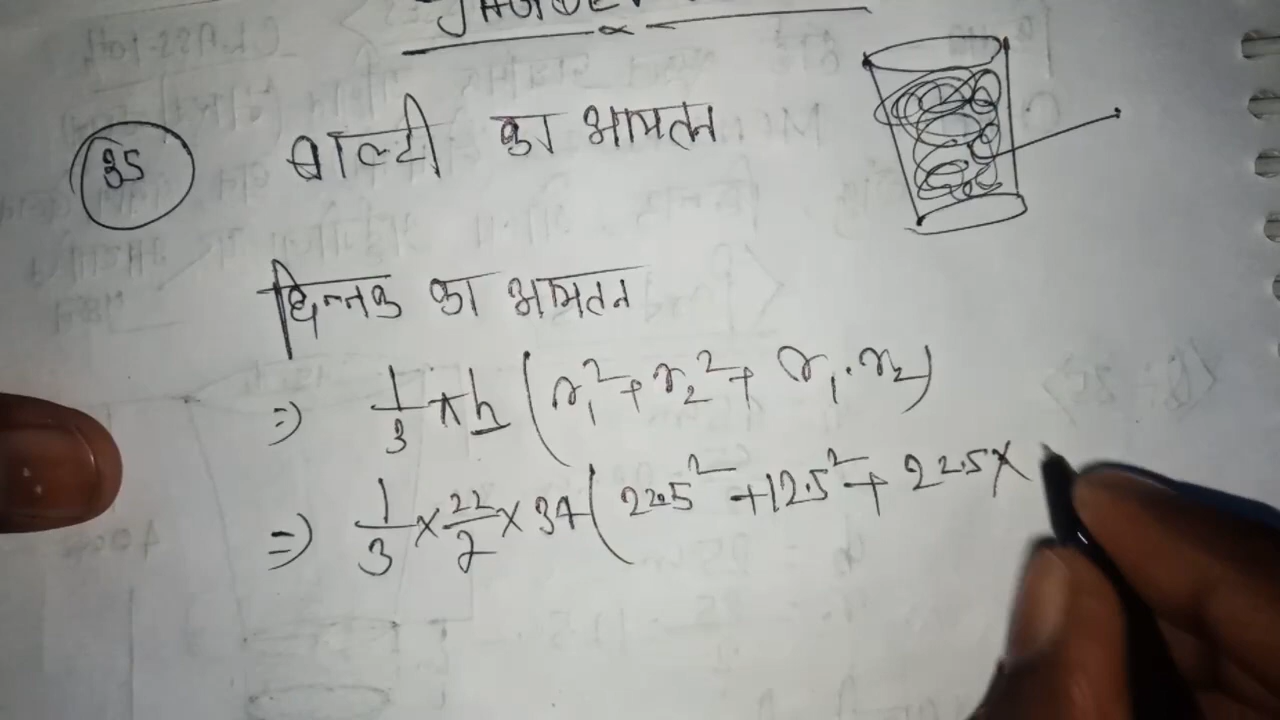 35
बाल्टी का आयतन
छिन्नक का आयतन
=) 1/3 πh (r₁² + r₂² + r₁.r₂)
=) 1/3 × 22/7 × 34 ( 22.5² + 12.5² + 22.5 ×